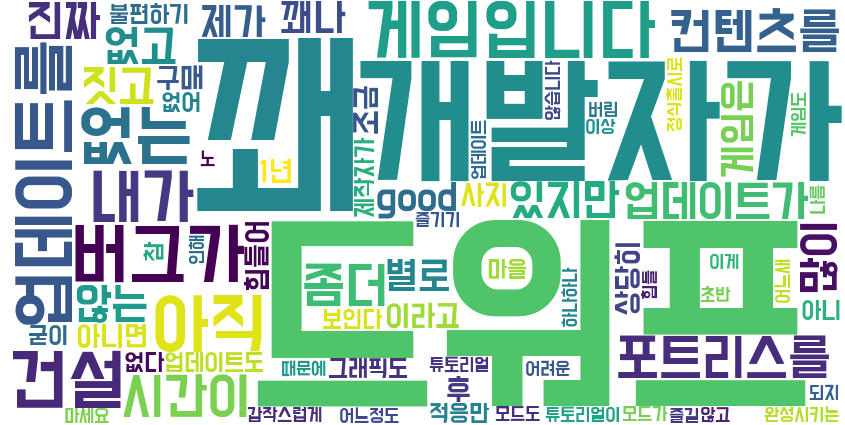 진짜
불편하기
제가
꽤나
게임입니다
컨텐츠를
없고
꽤
개발자가
업데이트를
짓고
구매
없어
조금
않습니다
버림
이상
정식출시로
게임은
게임도
없는
업데이트
노
1년
제작자가
내가
good
사지
있지만
업데이트가
나름
즐기기
버그가
참
인해
힘들어
드워프
좀더
별로
마을
하나하나
상당히
힘들
이게
많이
초반
어느새
않는
아직
보인다
이라고
아니
굳이
아니면
건설
없다
업데이트도
때문에
그래픽도
튜토리얼
어려운
포트리스를
시간이
후
되지
마세요
갑작스럽게
어느정도
적응만
모드도
튜토리얼이
모드가
즐길않고
완성시키는